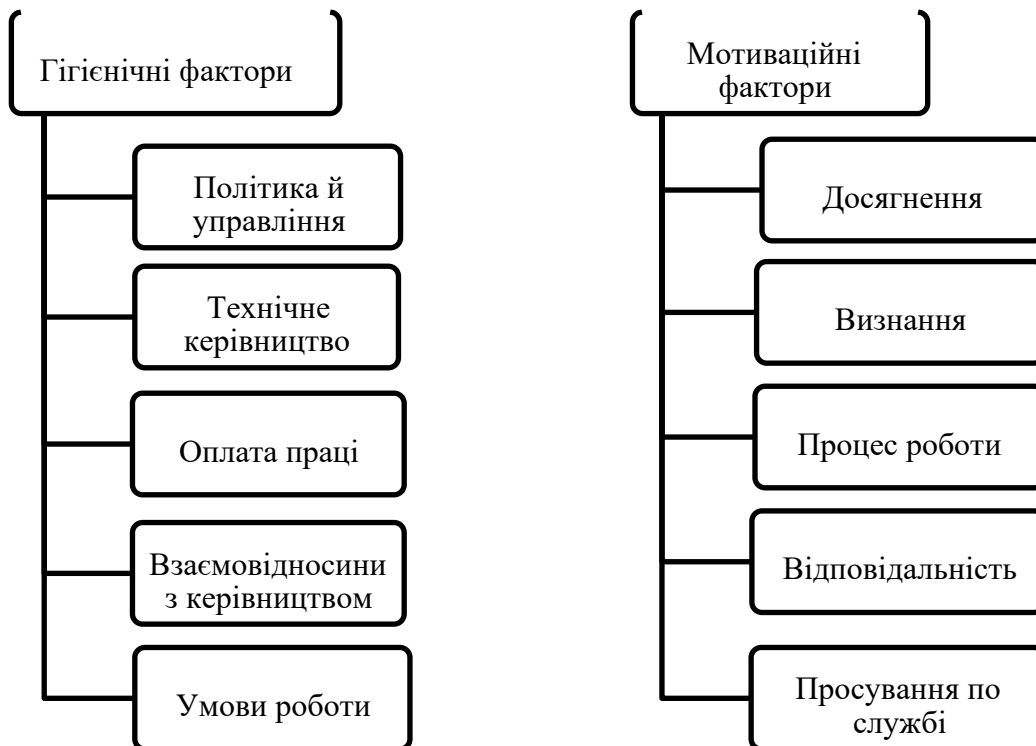 Гігієнічні фактори
Політика й
управління
Технічне
керівництво
Оплата праці
Взаємовідносини
з керівництвом
Умови роботи
Мотиваційні
фактори
Досягнення
Визнання
Процес роботи
Відповідальність
Просування по
службі